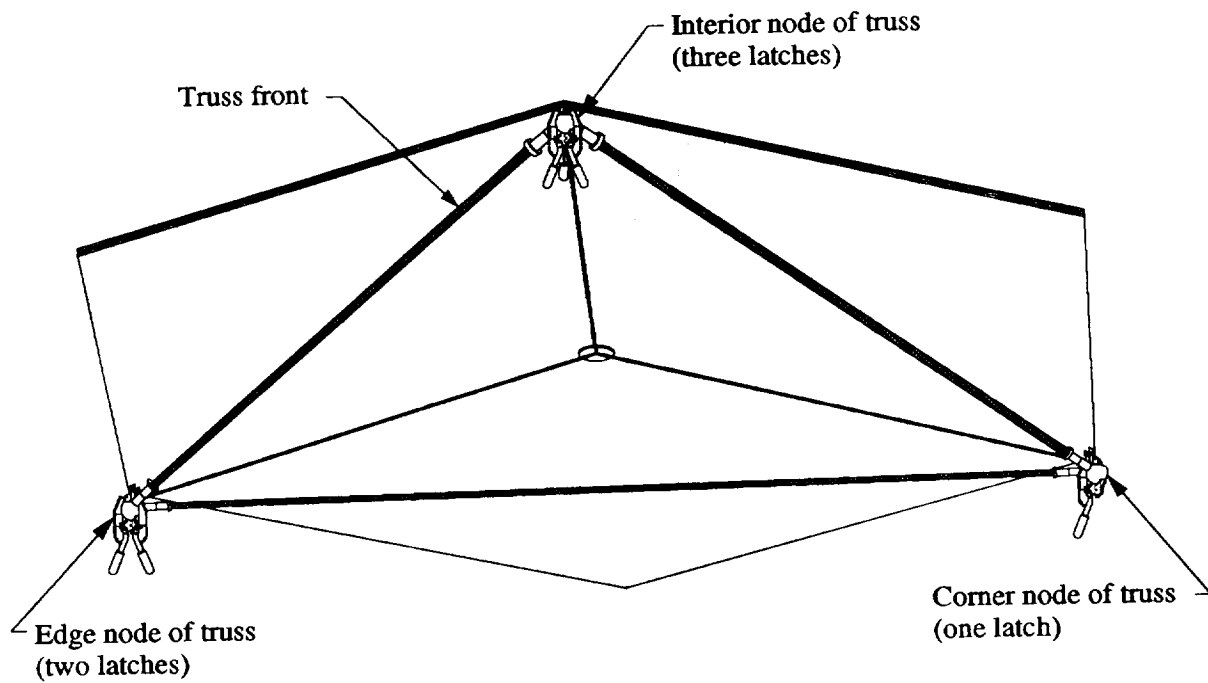 Interior node of truss
(three latches)
Truss front
Edge node of truss
(two latches)
Corner node of truss
(one latch)